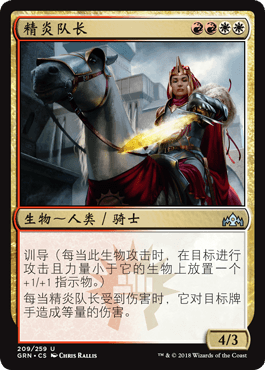 精炎队长
生物～人类 / 骑士
训导（每当此生物攻击时，在目标进行
攻击且力量小于它的生物上放置一个
+1/+1 指示物。）
每当精炎队长受到伤害时，它对目标牌
手造成等量的伤害。
4/3
209/259 U
GRN • CS Chris Rallis
™ & © 2018 Wizards of the Coast